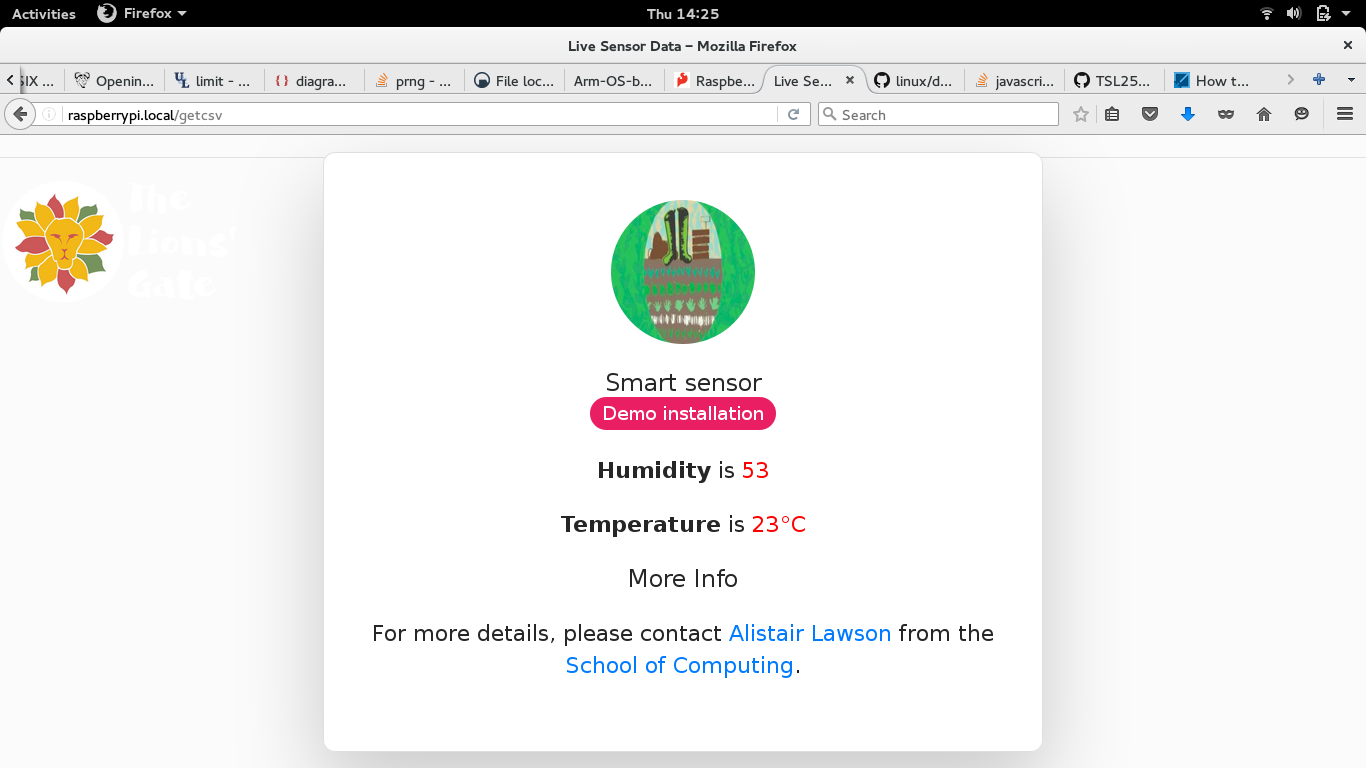 Activities Firefox Thu 14:25
Live Sensor Data – Mozilla Firefox
SIX ... Openin... limit - ... diagra... prng - ... File loc... Arm-OS-b... Raspbe... Live Se... linux/d... javascri... TSL25... How t...
raspberrypi.local/getcsv Search
The
Lions'
Gate
Smart sensor
Demo installation
Humidity is 53
Temperature is 23°C
More Info
For more details, please contact Alistair Lawson from the
School of Computing.